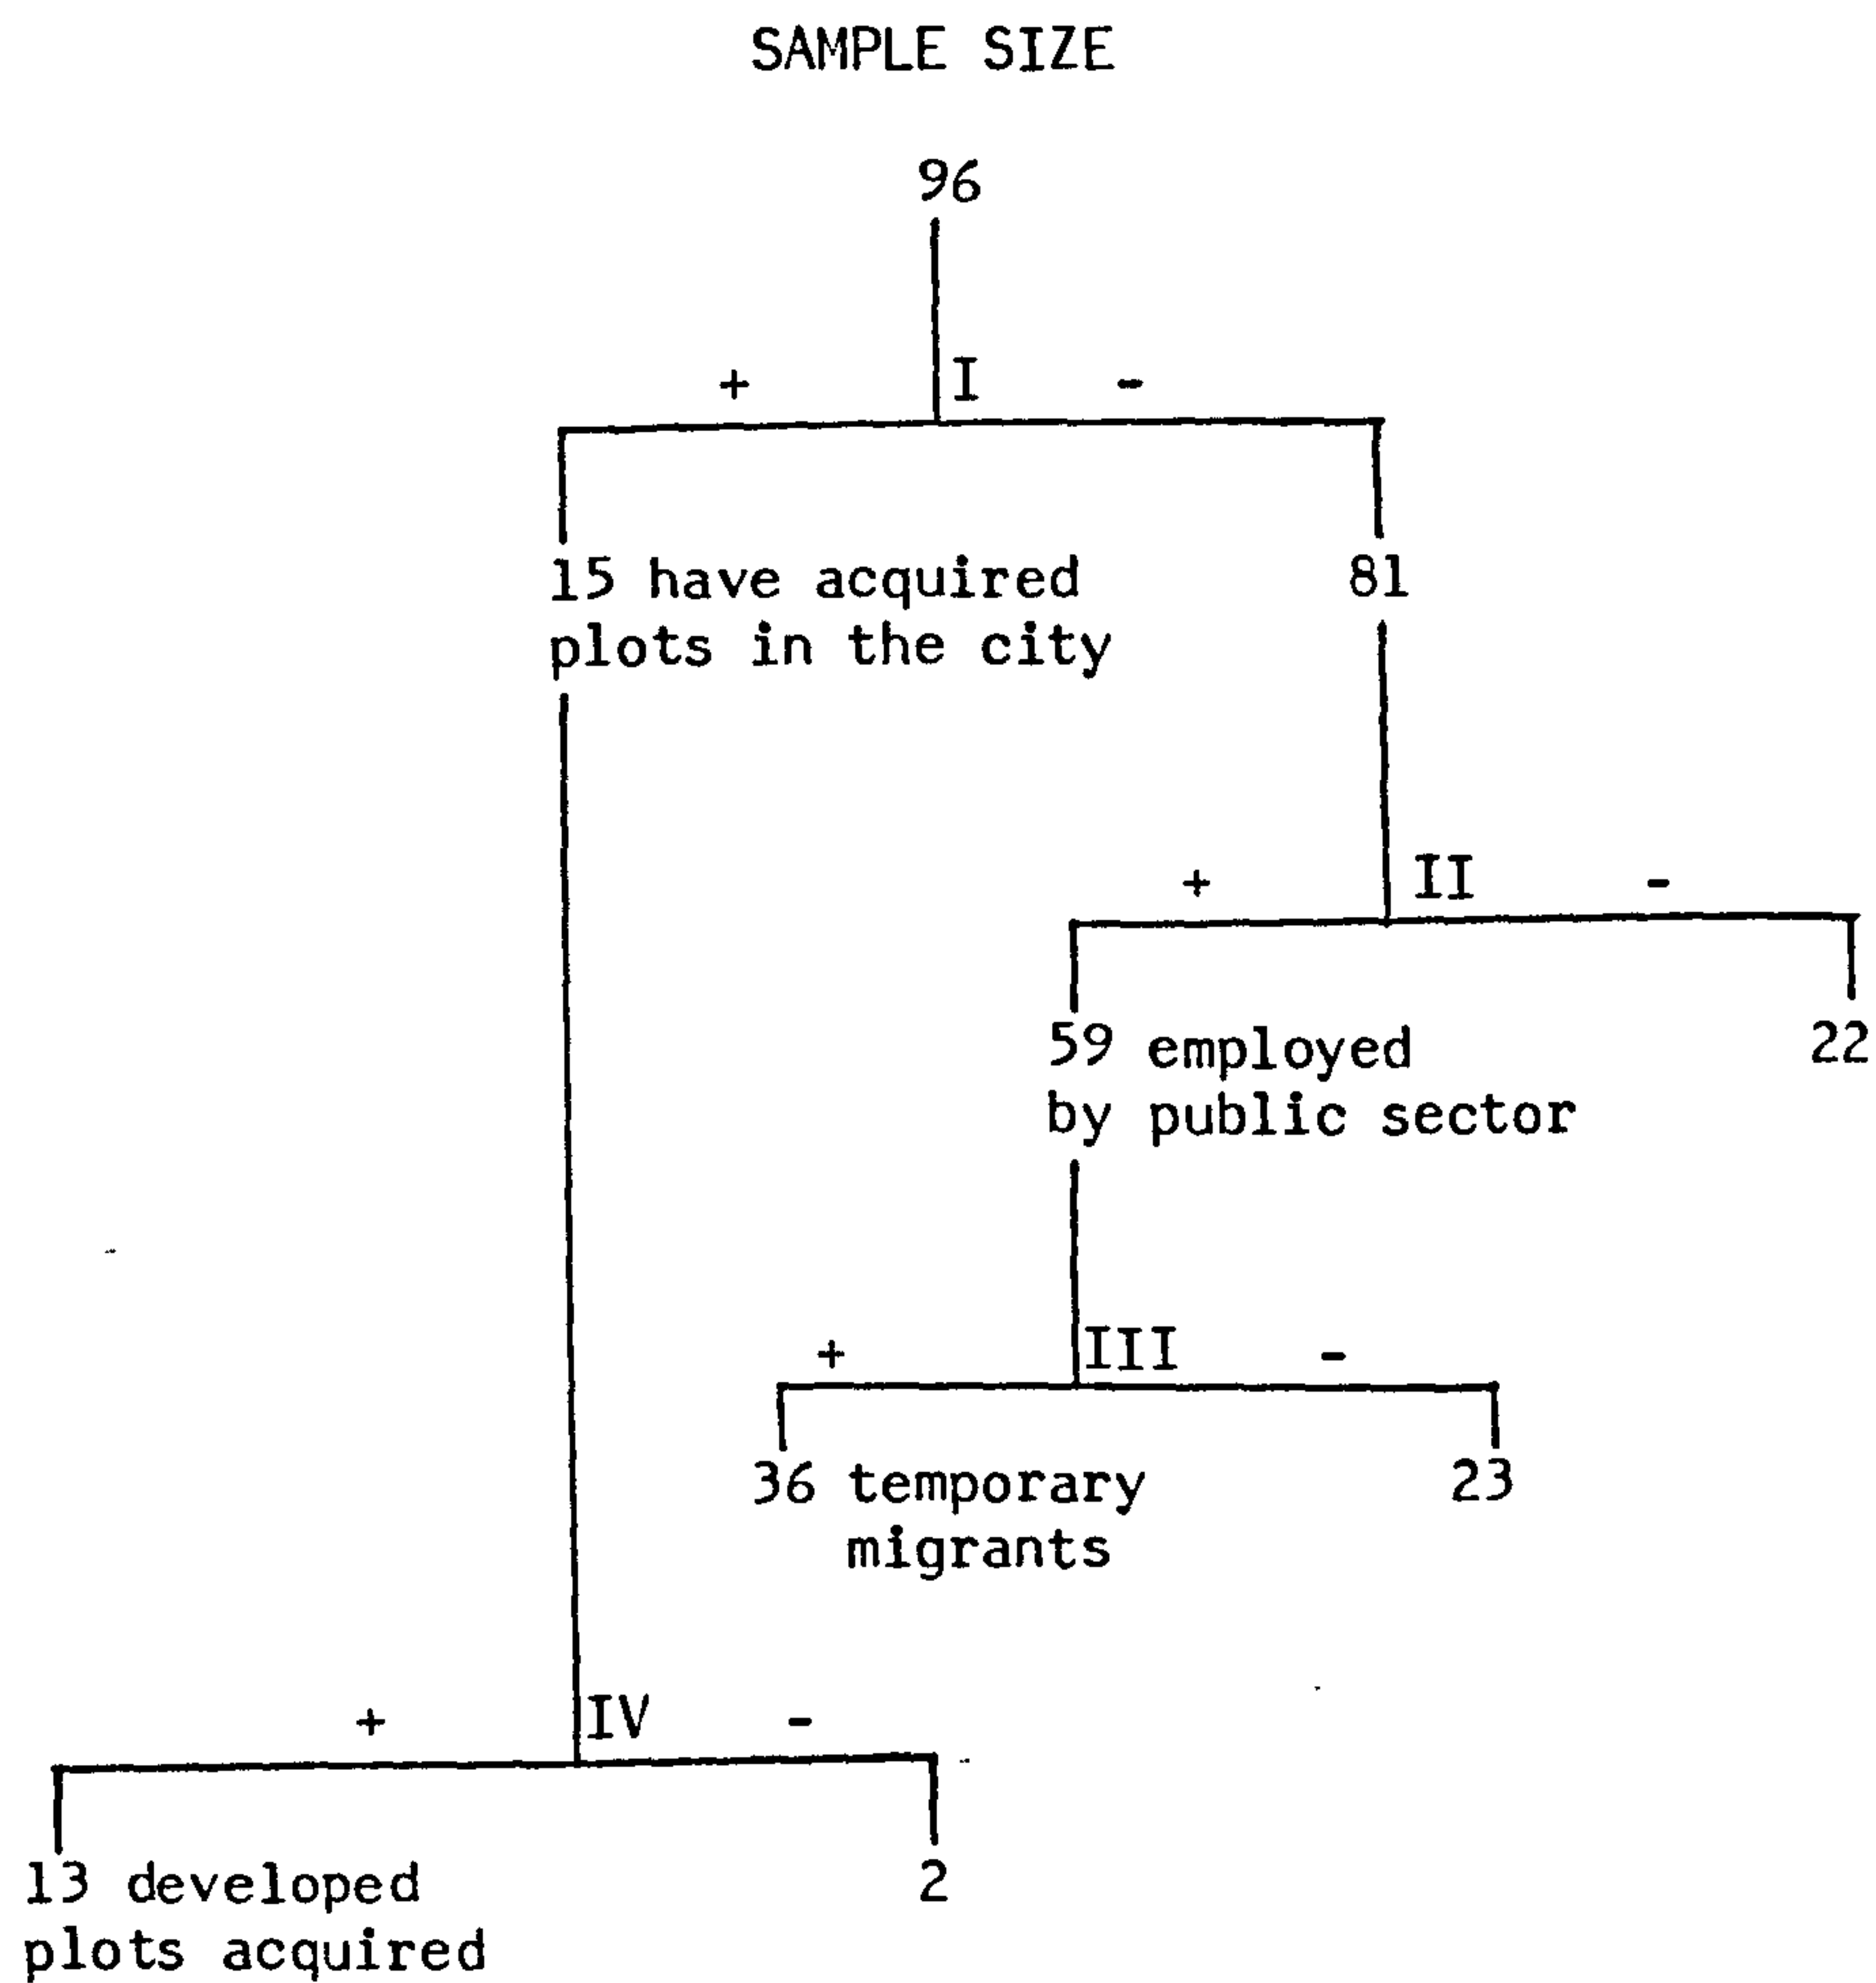 SAMPLE SIZE
96
+ I -
15 have acquired
plots in the city
81
+ II -
59 employed
by public sector
22
+ III -
36 temporary
migrants
23
+ IV -
13 developed
plots acquired
2